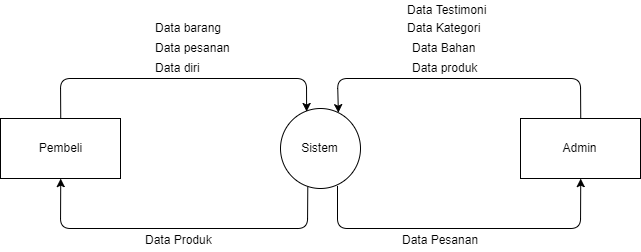 Data barang
Data pesanan
Data diri
Data Testimoni
Data Kategori
Data Bahan
Data produk
Pembeli
Sistem
Admin
Data Produk
Data Pesanan